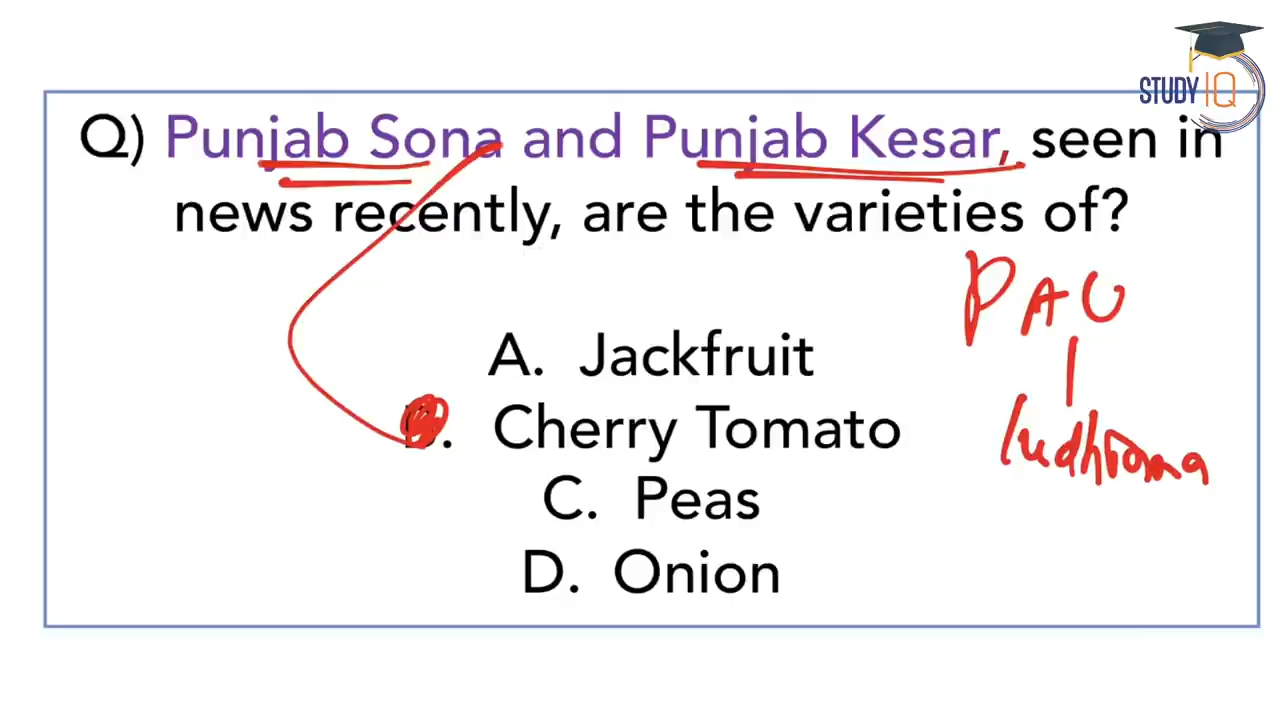 STUDY IQ
Q) Punjab Sona and Punjab Kesar, seen in
news recently, are the varieties of?
PAU
A. Jackfruit
B. Cherry Tomato
Ludhiana
C. Peas
D. Onion